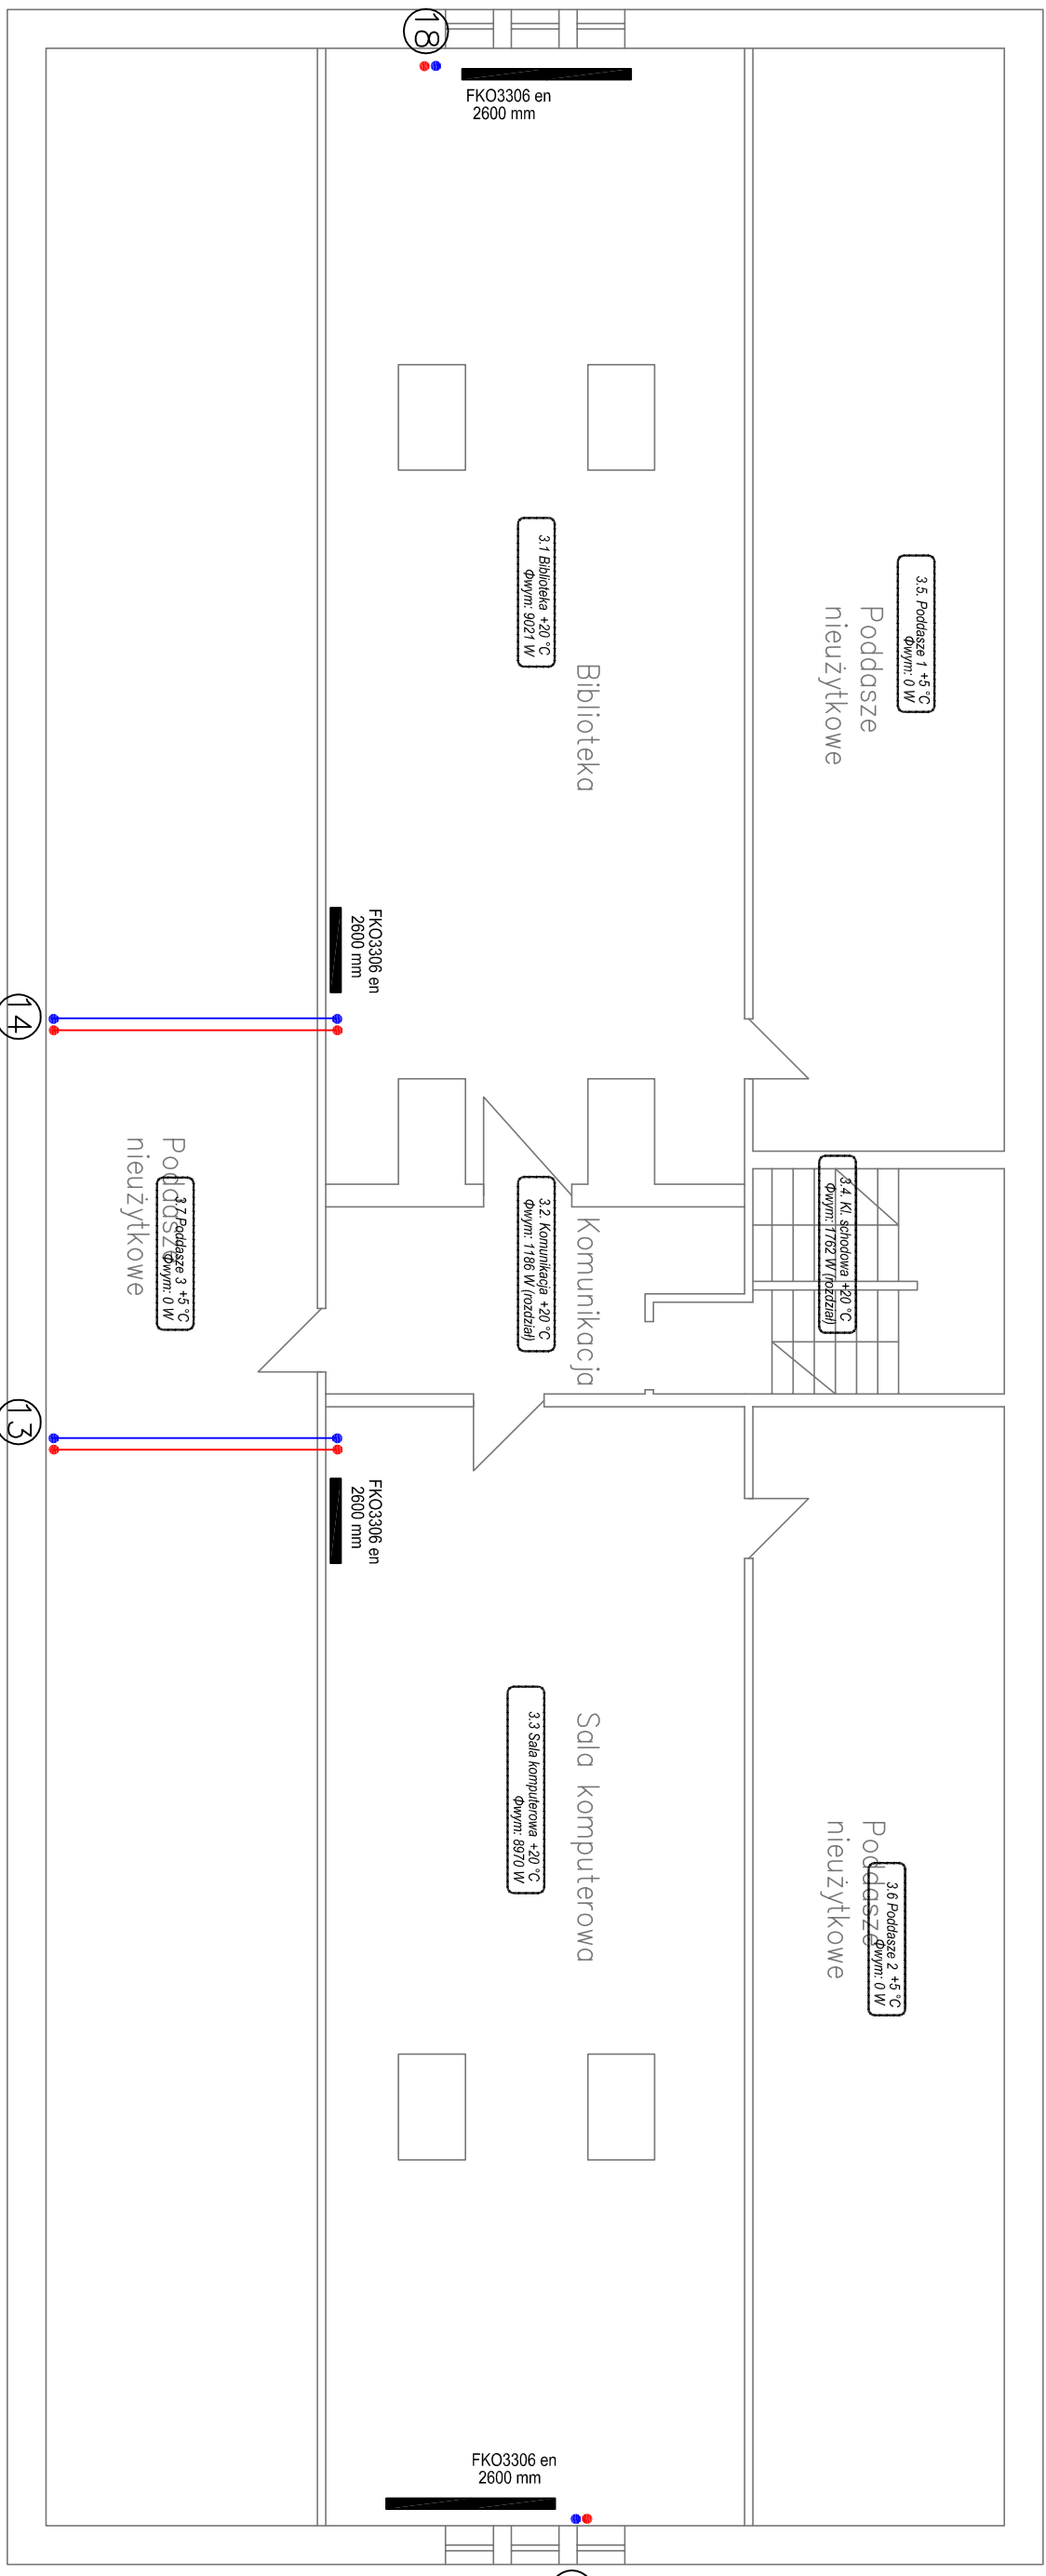 18
FKO3306 en
2600 mm
3.5. Poddasze 1 +5 °C
Φwym: 0 W
Poddasze
nieużytkowe
3.1 Biblioteka +20 °C
Φwym: 9021 W
Biblioteka
FKO3306 en
2600 mm
14
Poddasze
nieużytkowe
3.7 Poddasze 3 +5 °C
Φwym: 0 W
3.2. Komunikacja +20 °C
Φwym: 1186 W (rozdział)
Komunikacja
3.4. Kl. schodowa +20 °C
Φwym: 1762 W (rozdział)
13
FKO3306 en
2600 mm
Sala komputerowa
3.3 Sala komputerowa +20 °C
Φwym: 8970 W
Poddasze
nieużytkowe
3.6 Poddasze 2 +5 °C
Φwym: 0 W
FKO3306 en
2600 mm